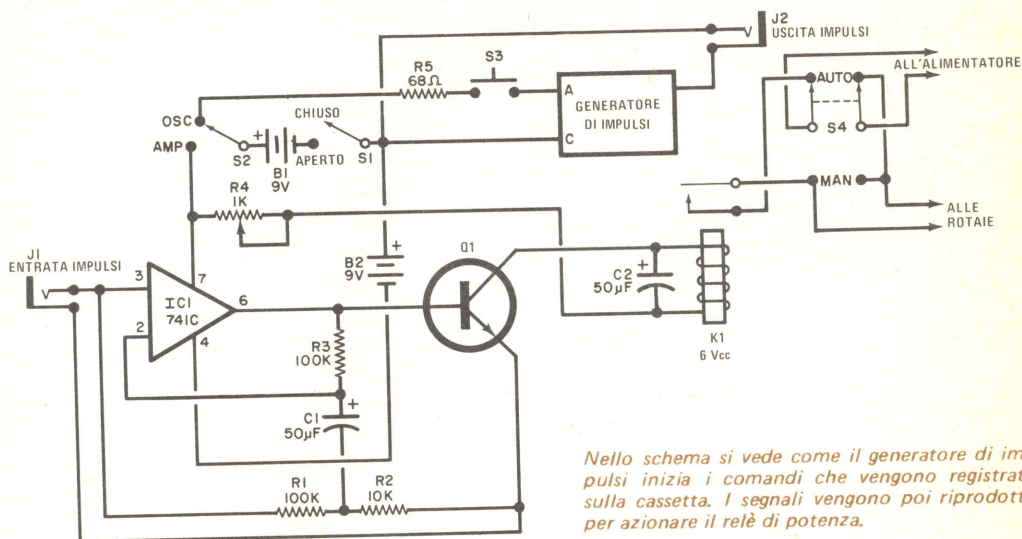 J2
USCITA IMPULSI
R5
68Ω
S3
A
C
GENERATORE
DI IMPULSI
ALL'ALIMENTATORE
AUTO
S4
MAN
ALLE
ROTAIE
OSC
AMP
S2
+
B1
9V
CHIUSO
APERTO
S1
R4
1K
J1
ENTRATA IMPULSI
V
V
3
2
7
6
4
IC1
741C
+
B2
9V
Q1
R3
100K
C1
+
50µF
R1
100K
R2
10K
+
C2
50µF
K1
6 Vcc
Nello schema si vede come il generatore di im
pulsi inizia i comandi che vengono registrat
sulla cassetta. I segnali vengono poi riprodott
per azionare il relè di potenza.